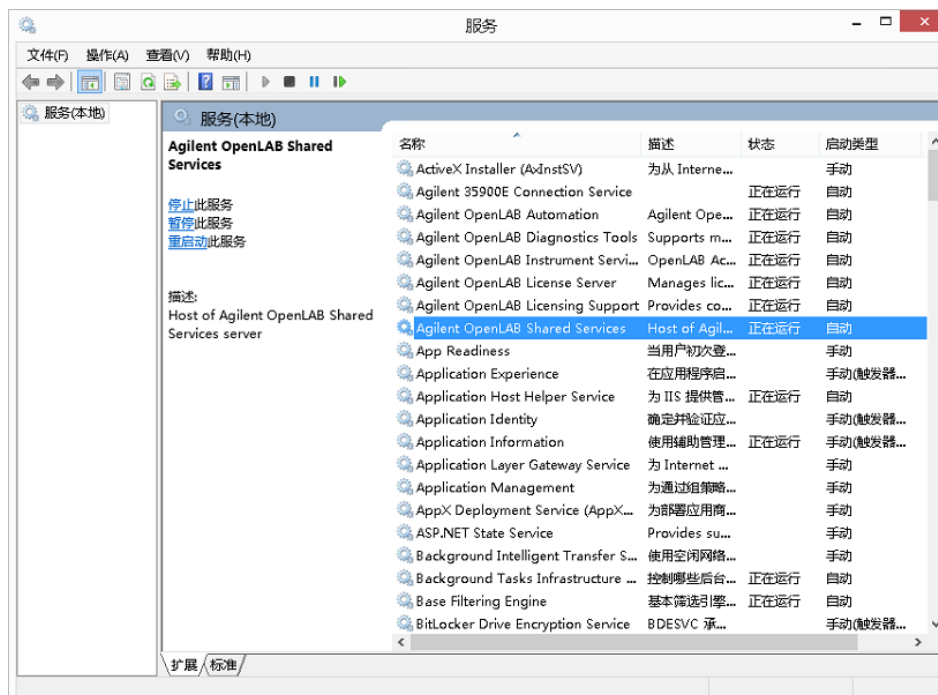 服务
文件(F) 操作(A) 查看(V) 帮助(H)
服务(本地)
服务(本地)
Agilent OpenLAB Shared
Services
停止此服务
暂停此服务
重启动此服务
描述:
Host of Agilent OpenLAB Shared
Services server
名称 描述 状态 启动类型
ActiveX Installer (AxInstSV) 为从 Interne... 手动
Agilent 35900E Connection Service 正在运行 自动
Agilent OpenLAB Automation Agilent Ope... 正在运行 自动
Agilent OpenLAB Diagnostics Tools Supports m... 正在运行 自动
Agilent OpenLAB Instrument Servi... OpenLAB Ac... 正在运行 自动
Agilent OpenLAB License Server Manages lic... 正在运行 自动
Agilent OpenLAB Licensing Support Provides co... 正在运行 自动
Agilent OpenLAB Shared Services Host of Agil... 正在运行 自动
App Readiness 当用户初次登... 手动
Application Experience 在应用程序启... 手动(触发器...
Application Host Helper Service 为 IIS 提供管... 正在运行 自动
Application Identity 确定并验证应... 手动(触发器...
Application Information 使用辅助管理... 正在运行 手动(触发器...
Application Layer Gateway Service 为 Internet ... 手动
Application Management 为通过组策略... 手动
AppX Deployment Service (AppX... 为部署应用商... 手动
ASP.NET State Service Provides su... 手动
Background Intelligent Transfer S... 使用空闲网络... 手动
Background Tasks Infrastructure ... 控制哪些后台... 正在运行 自动
Base Filtering Engine 基本筛选引擎... 正在运行 自动
BitLocker Drive Encryption Service BDESVC 承... 手动(触发器...
扩展 标准